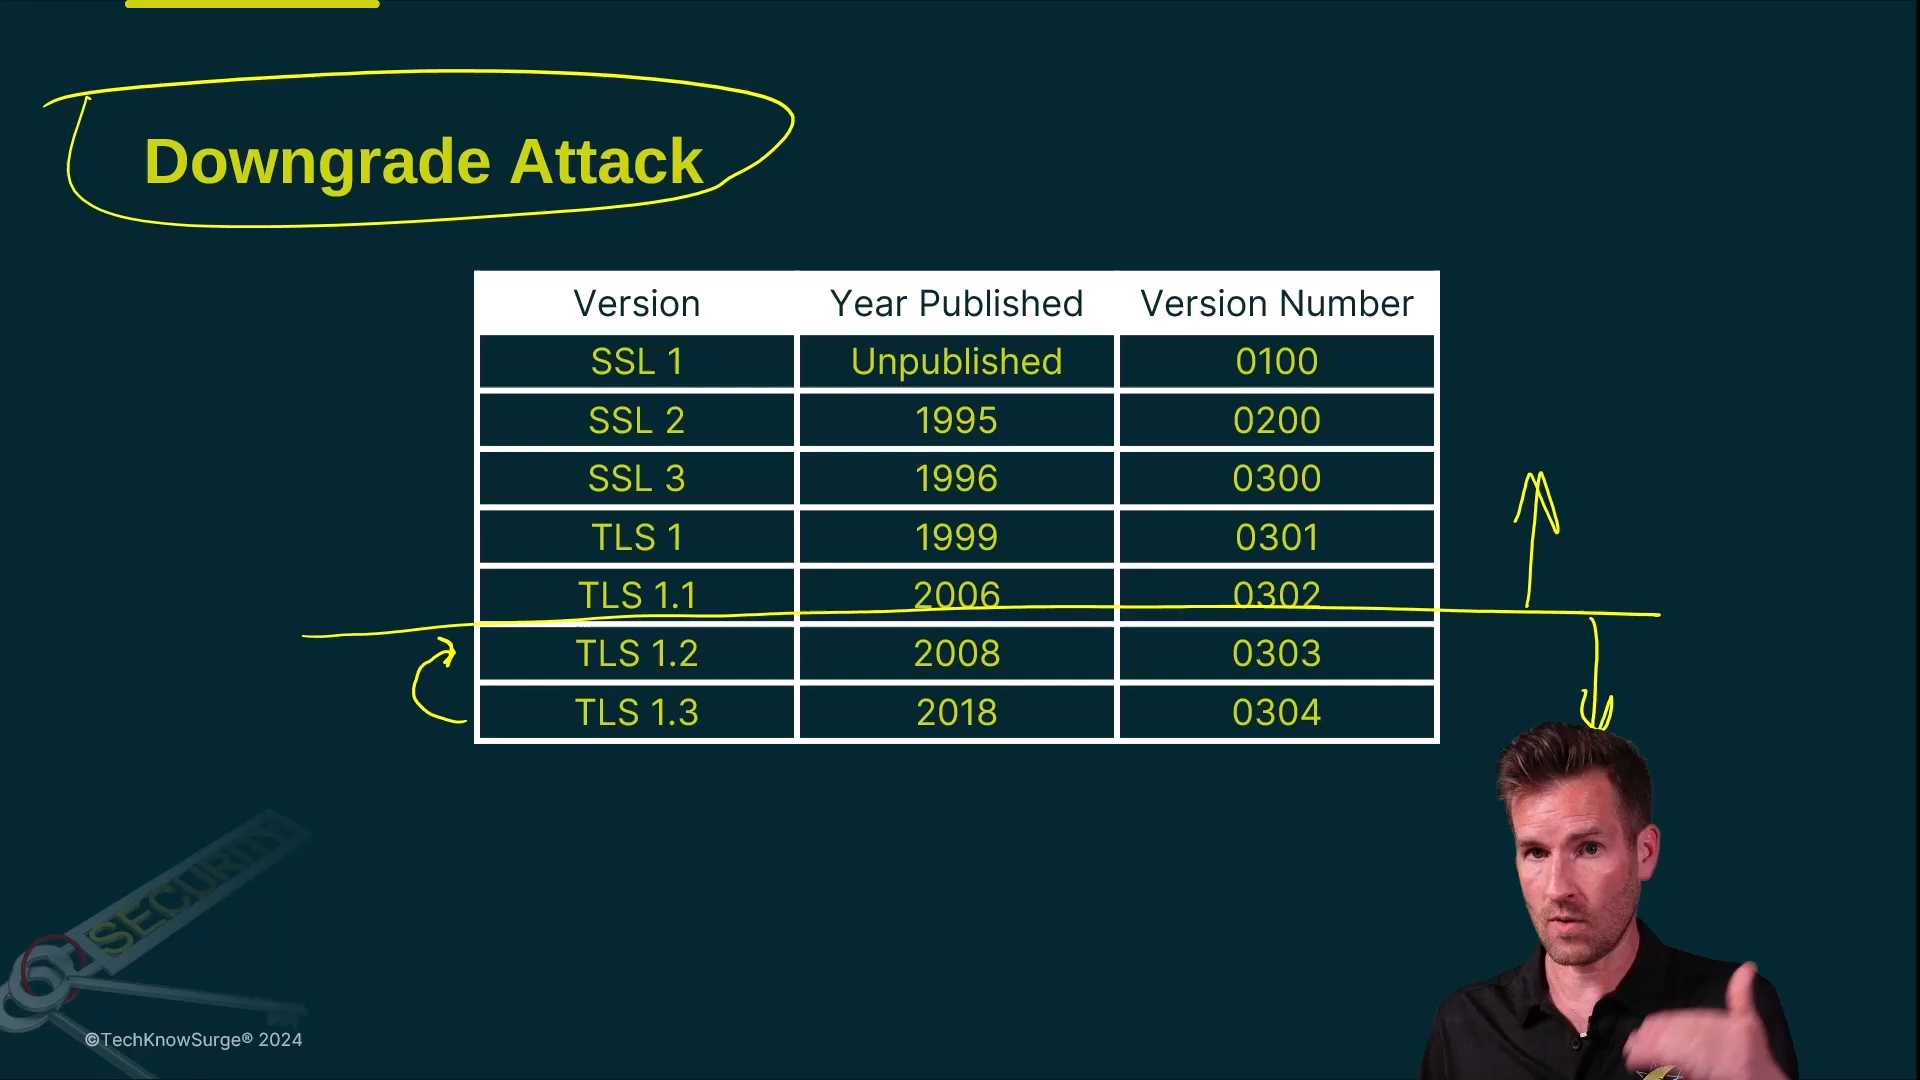 Downgrade Attack
Version Year Published Version Number
SSL 1 Unpublished 0100
SSL 2 1995 0200
SSL 3 1996 0300
TLS 1 1999 0301
TLS 1.1 2006 0302
TLS 1.2 2008 0303
TLS 1.3 2018 0304
SECURITY
©TechKnowSurge® 2024